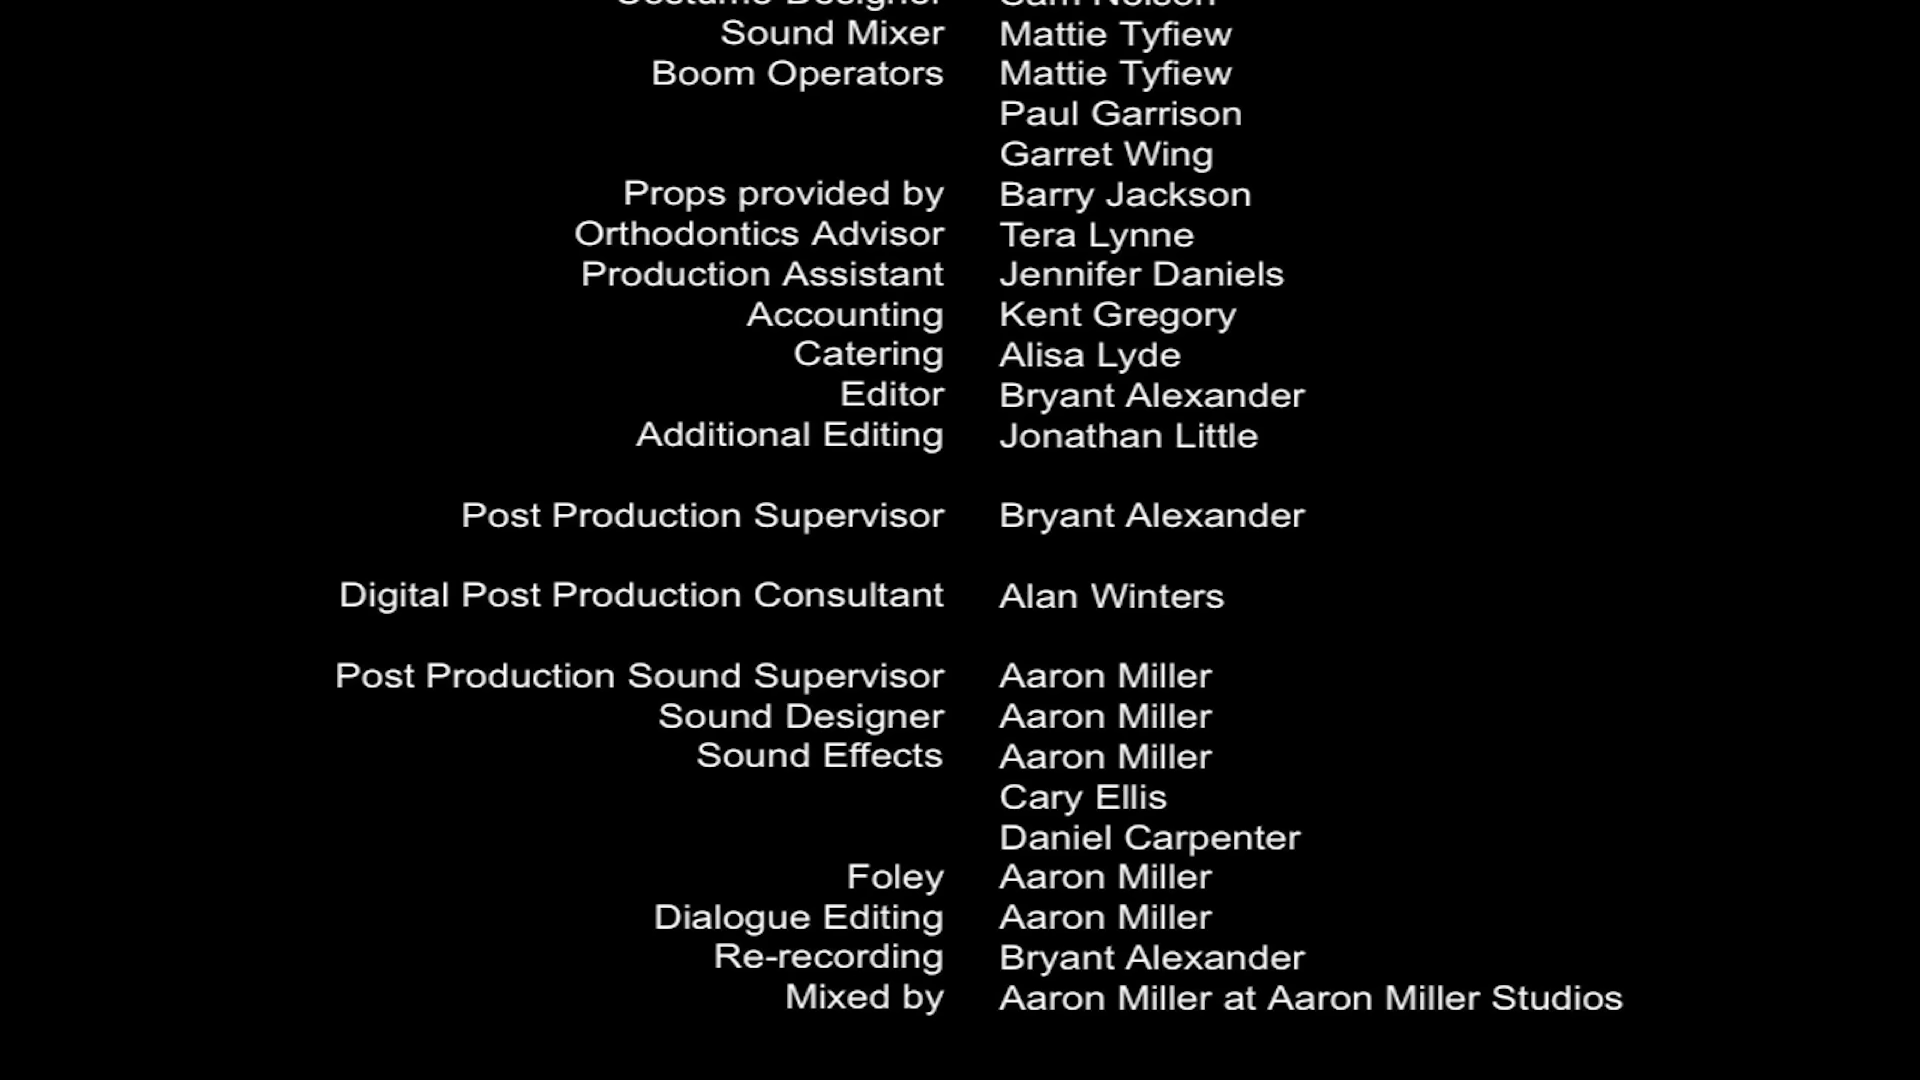 Costume Designer Sam Nelson
Sound Mixer Mattie Tyfiew
Boom Operators Mattie Tyfiew
Paul Garrison
Garret Wing
Props provided by Barry Jackson
Orthodontics Advisor Tera Lynne
Production Assistant Jennifer Daniels
Accounting Kent Gregory
Catering Alisa Lyde
Editor Bryant Alexander
Additional Editing Jonathan Little
Post Production Supervisor Bryant Alexander
Digital Post Production Consultant Alan Winters
Post Production Sound Supervisor Aaron Miller
Sound Designer Aaron Miller
Sound Effects Aaron Miller
Cary Ellis
Daniel Carpenter
Foley Aaron Miller
Dialogue Editing Aaron Miller
Re-recording Bryant Alexander
Mixed by Aaron Miller at Aaron Miller Studios